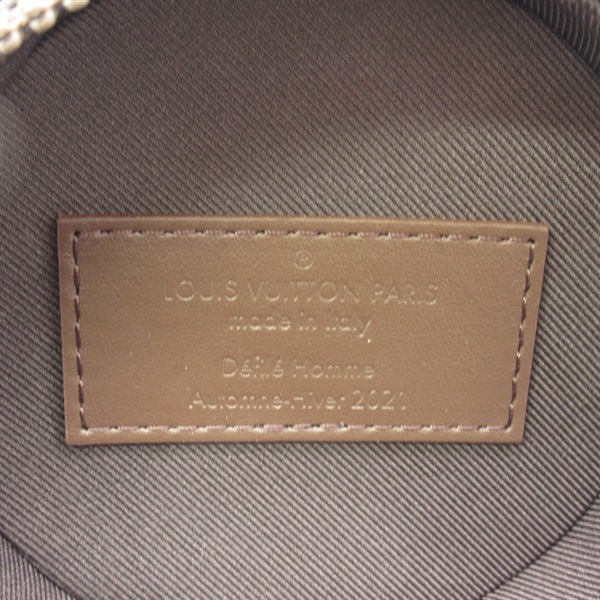 ®
LOUIS VUITTON PARIS
made in Italy
Défilé Homme
Automne-Hiver 2021